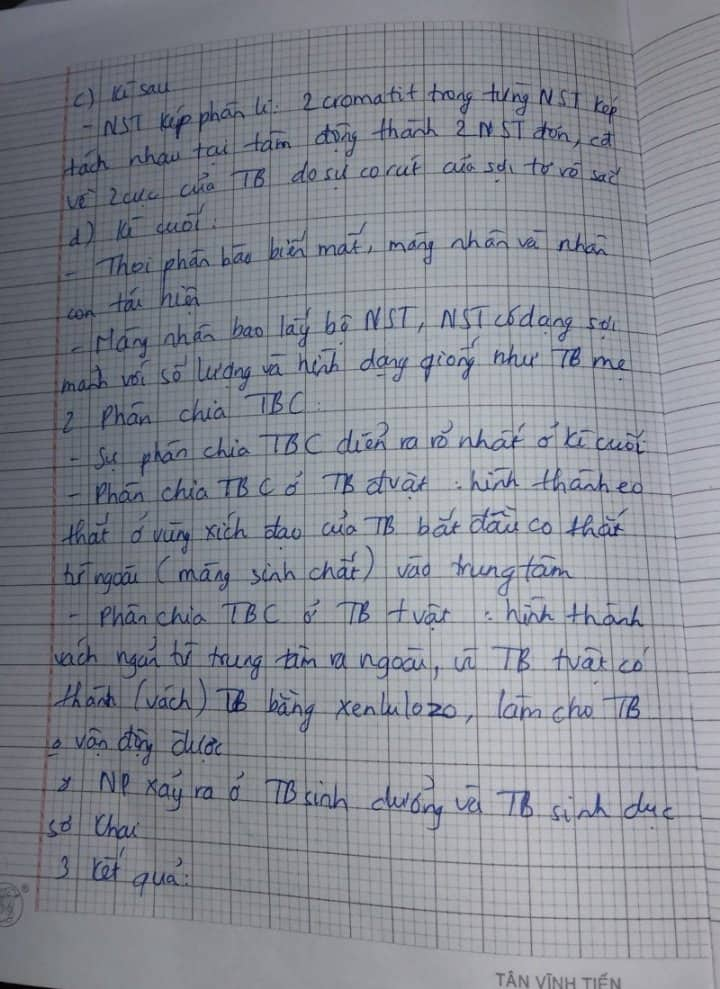 c) Kì sau
- NST kép phân li: 2 cromatit trong từng NST kép
tách nhau tại tâm động thành 2 NST đơn, cđ
về 2 cực của TB do sự co rút của sợi tơ vô sắc
d) Kì cuối:
- Thoi phân bào biến mất, màng nhân và nhân
con tái hiện
- Màng nhân bao lấy bộ NST, NST có dạng sợi
mảnh với số lượng và hình dạng giống như TB mẹ
2 Phân chia TBC:
- Sự phân chia TBC diễn ra rõ nhất ở kì cuối
- Phân chia TBC ở TB đvật : hình thành eo
thắt ở vùng xích đạo của TB bắt đầu co thắt
từ ngoài (màng sinh chất) vào trung tâm
- Phân chia TBC ở TB tvật : hình thành
vách ngăn từ trung tâm ra ngoài, vì TB tvật có
thành (vách) TB bằng xenlulozo, làm cho TB
o vận động được
* NP xảy ra ở TB sinh dưỡng và TB sinh dục
sơ khai
3 Kết quả:
TÂN VĨNH TIẾN